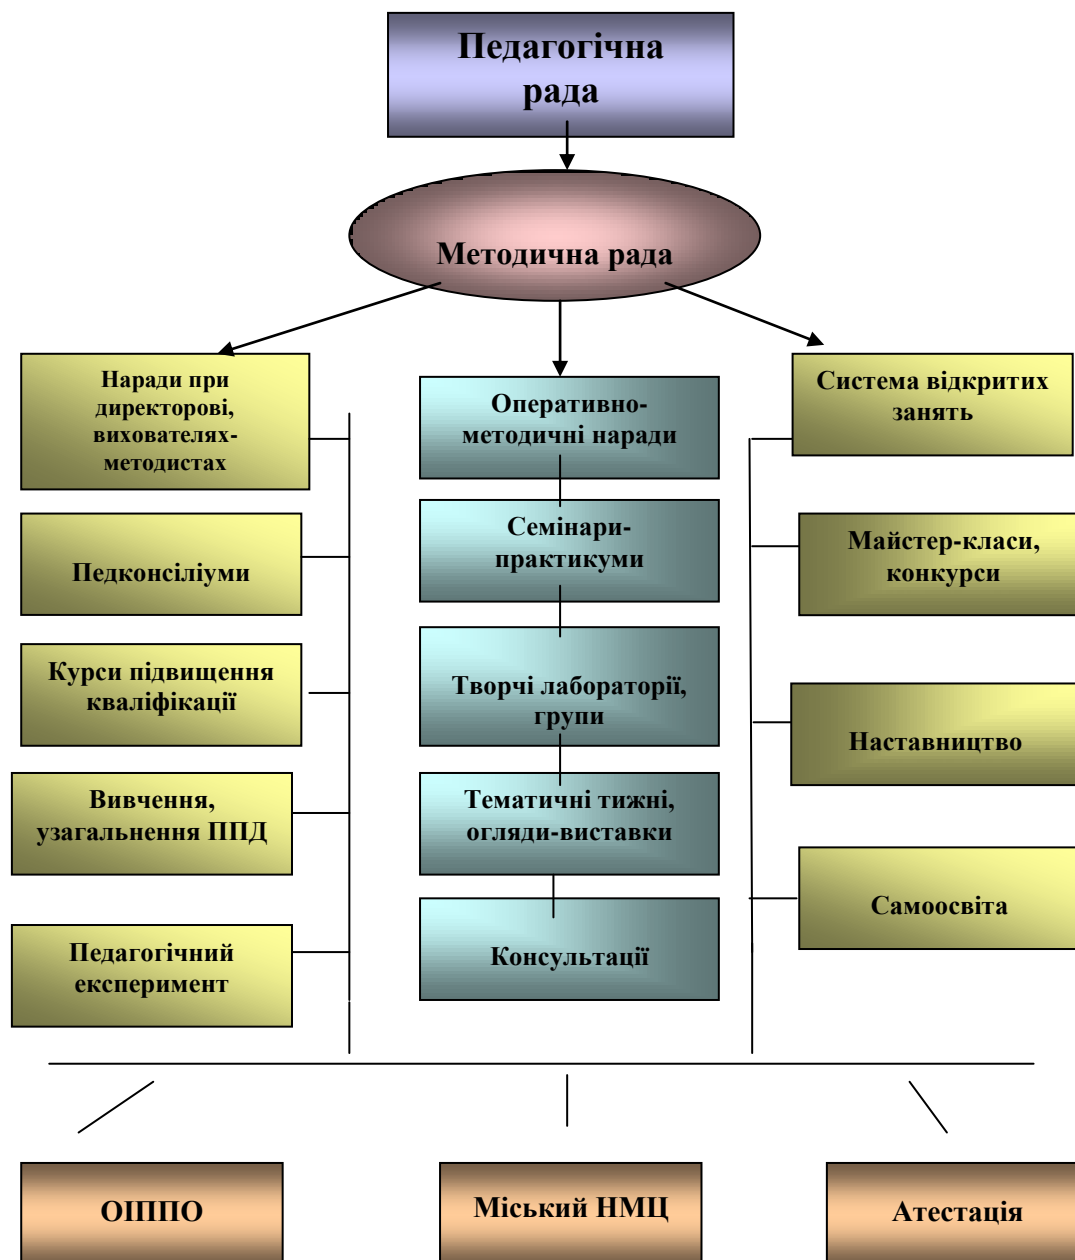 Педагогічна
рада
Методична рада
Наради при
директорові,
вихователях-
методистах
Педконсіліуми
Курси підвищення
кваліфікації
Вивчення,
узагальнення ППД
Педагогічний
експеримент
Оперативно-
методичні наради
Семінари-
практикуми
Творчі лабораторії,
групи
Тематичні тижні,
огляди-виставки
Консультації
Система відкритих
занять
Майстер-класи,
конкурси
Наставництво
Самоосвіта
ОІППО
Міський НМЦ
Атестація